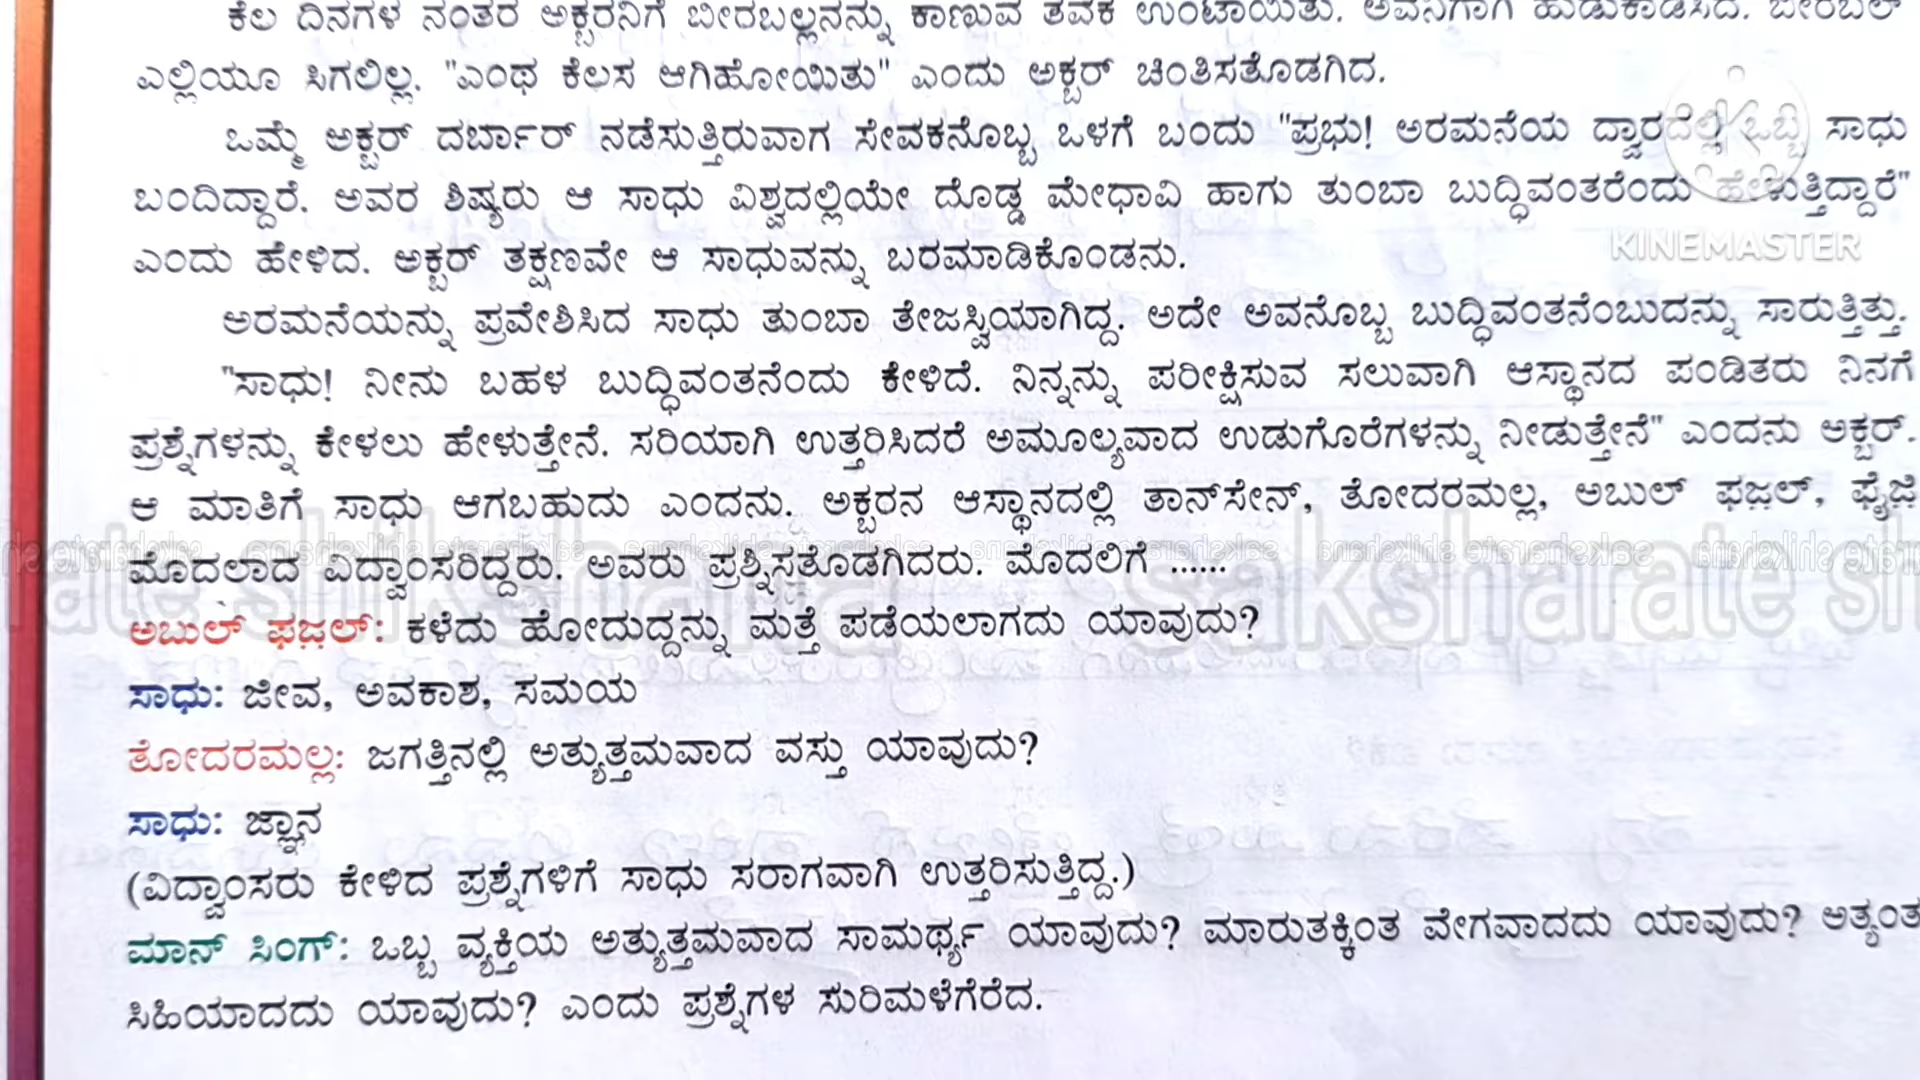 ಕೆಲ ದಿನಗಳ ನಂತರ ಅಕ್ಬರನಿಗೆ ಬೀರಬಲ್ಲನನ್ನು ಕಾಣುವ ತವಕ ಉಂಟಾಯಿತು. ಅವನಿಗಾಗಿ ಹುಡುಕಾಡಿಸಿದ. ಬೀರಬಲ್
ಎಲ್ಲಿಯೂ ಸಿಗಲಿಲ್ಲ. "ಎಂಥ ಕೆಲಸ ಆಗಿಹೋಯಿತು" ಎಂದು ಅಕ್ಬರ್ ಚಿಂತಿಸತೊಡಗಿದ.
ಒಮ್ಮೆ ಅಕ್ಬರ್ ದರ್ಬಾರ್ ನಡೆಸುತ್ತಿರುವಾಗ ಸೇವಕನೊಬ್ಬ ಒಳಗೆ ಬಂದು "ಪ್ರಭು! ಅರಮನೆಯ ದ್ವಾರದಲ್ಲಿ ಒಬ್ಬ ಸಾಧು
ಬಂದಿದ್ದಾರೆ. ಅವರ ಶಿಷ್ಯರು ಆ ಸಾಧು ವಿಶ್ವದಲ್ಲಿಯೇ ದೊಡ್ಡ ಮೇಧಾವಿ ಹಾಗು ತುಂಬಾ ಬುದ್ಧಿವಂತರೆಂದು ಹೇಳುತ್ತಿದ್ದಾರೆ"
KINEMASTER
ಎಂದು ಹೇಳಿದ. ಅಕ್ಬರ್ ತಕ್ಷಣವೇ ಆ ಸಾಧುವನ್ನು ಬರಮಾಡಿಕೊಂಡನು.
ಅರಮನೆಯನ್ನು ಪ್ರವೇಶಿಸಿದ ಸಾಧು ತುಂಬಾ ತೇಜಸ್ವಿಯಾಗಿದ್ದ. ಅದೇ ಅವನೊಬ್ಬ ಬುದ್ಧಿವಂತನೆಂಬುದನ್ನು ಸಾರುತ್ತಿತ್ತು.
"ಸಾಧು! ನೀನು ಬಹಳ ಬುದ್ಧಿವಂತನೆಂದು ಕೇಳಿದೆ. ನಿನ್ನನ್ನು ಪರೀಕ್ಷಿಸುವ ಸಲುವಾಗಿ ಆಸ್ಥಾನದ ಪಂಡಿತರು ನಿನಗೆ
ಪ್ರಶ್ನೆಗಳನ್ನು ಕೇಳಲು ಹೇಳುತ್ತೇನೆ. ಸರಿಯಾಗಿ ಉತ್ತರಿಸಿದರೆ ಅಮೂಲ್ಯವಾದ ಉಡುಗೊರೆಗಳನ್ನು ನೀಡುತ್ತೇನೆ" ಎಂದನು ಅಕ್ಬರ್.
ಆ ಮಾತಿಗೆ ಸಾಧು ಆಗಬಹುದು ಎಂದನು. ಅಕ್ಬರನ ಆಸ್ಥಾನದಲ್ಲಿ ತಾನ್‌ಸೇನ್, ತೋದರಮಲ್ಲ, ಅಬುಲ್ ಫಜ಼ಲ್, ಫೈಜ಼ಿ
ಮೊದಲಾದ ವಿದ್ವಾಂಸರಿದ್ದರು. ಅವರು ಪ್ರಶ್ನಿಸತೊಡಗಿದರು. ಮೊದಲಿಗೆ ......
saksharate shikshana
ಅಬುಲ್ ಫಜ಼ಲ್: ಕಳೆದು ಹೋದುದ್ದನ್ನು ಮತ್ತೆ ಪಡೆಯಲಾಗದು ಯಾವುದು?
ಸಾಧು: ಜೀವ, ಅವಕಾಶ, ಸಮಯ
ತೋದರಮಲ್ಲ: ಜಗತ್ತಿನಲ್ಲಿ ಅತ್ಯುತ್ತಮವಾದ ವಸ್ತು ಯಾವುದು?
ಸಾಧು: ಜ್ಞಾನ
(ವಿದ್ವಾಂಸರು ಕೇಳಿದ ಪ್ರಶ್ನೆಗಳಿಗೆ ಸಾಧು ಸರಾಗವಾಗಿ ಉತ್ತರಿಸುತ್ತಿದ್ದ.)
ಮಾನ್ ಸಿಂಗ್: ಒಬ್ಬ ವ್ಯಕ್ತಿಯ ಅತ್ಯುತ್ತಮವಾದ ಸಾಮರ್ಥ್ಯ ಯಾವುದು? ಮಾರುತಕ್ಕಿಂತ ವೇಗವಾದದು ಯಾವುದು? ಅತ್ಯಂತ
ಸಿಹಿಯಾದದು ಯಾವುದು? ಎಂದು ಪ್ರಶ್ನೆಗಳ ಸುರಿಮಳೆಗೆರೆದ.